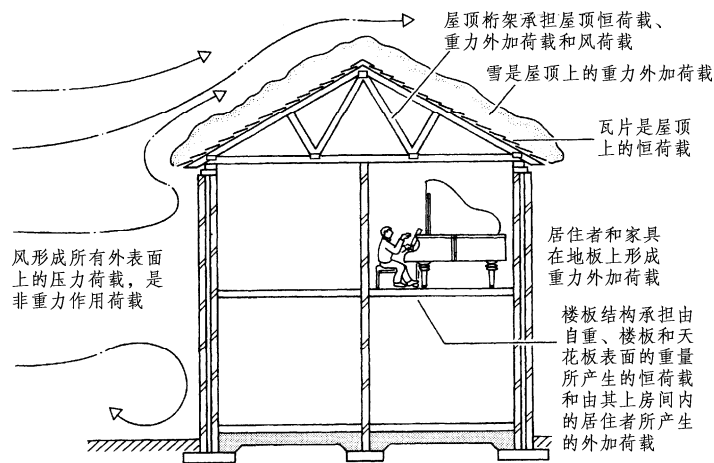 屋顶桁架承担屋顶恒荷载、
重力外加荷载和风荷载
雪是屋顶上的重力外加荷载
瓦片是屋顶
上的恒荷载
居住者和家具
在地板上形成
重力外加荷载
风形成所有外表面
上的压力荷载，是
非重力作用荷载
楼板结构承担由
自重、楼板和天
花板表面的重量
所产生的恒荷载
和由其上房间内
的居住者所产生
的外加荷载